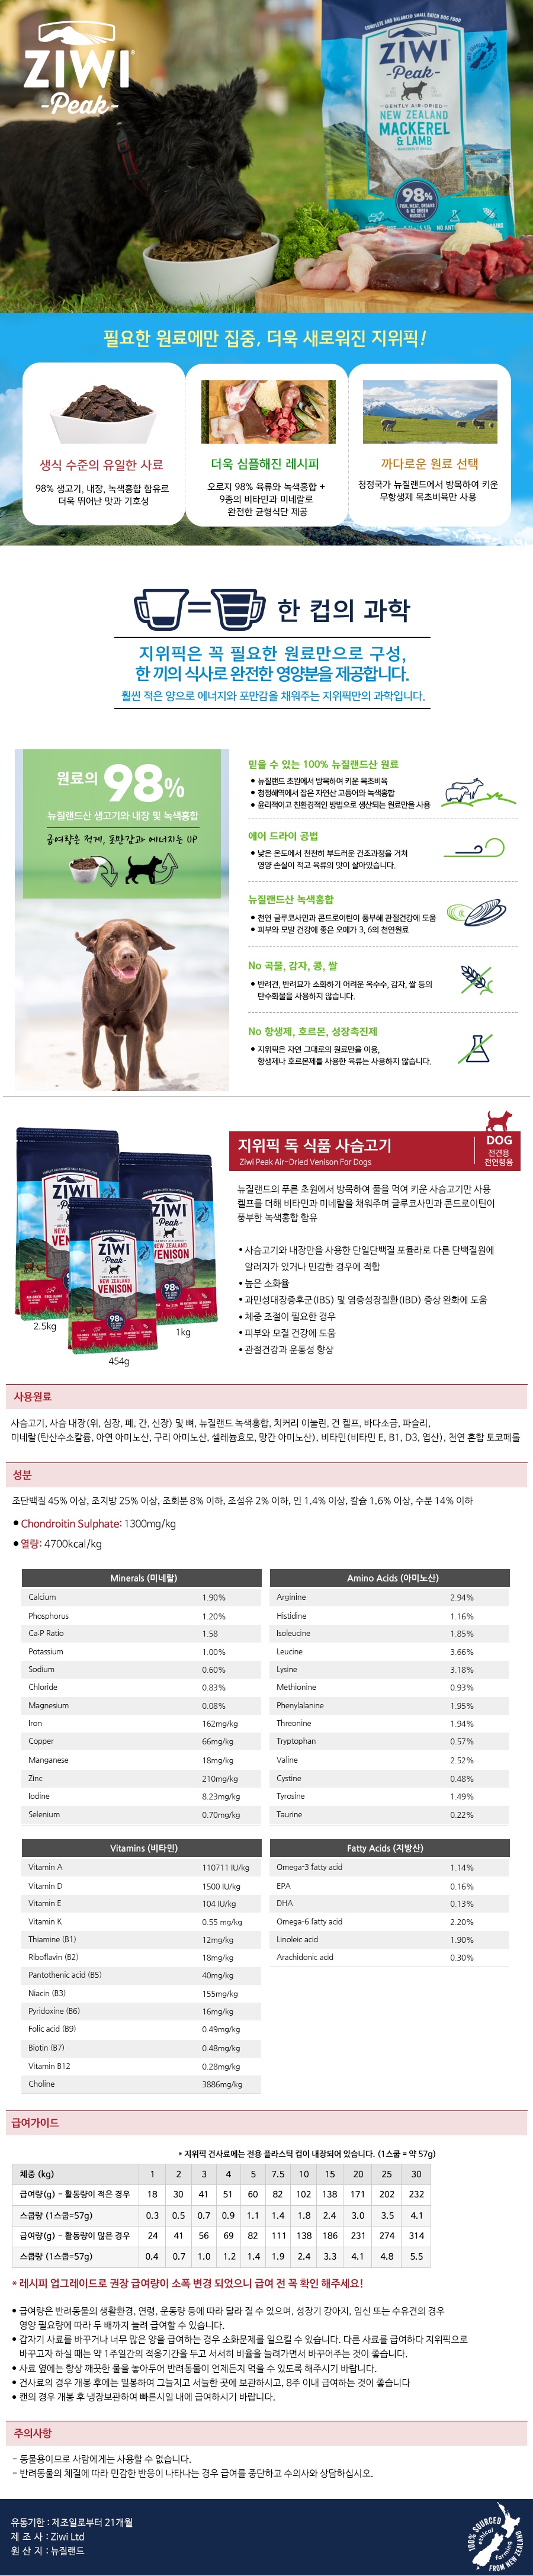 ZIWI
Peak
COMPLETE AND BALANCED SMALL BATCH DOG FOOD
ZIWI
Peak
GENTLY AIR-DRIED
NEW ZEALAND
MACKEREL
& LAMB
98%
필요한 원료에만 집중, 더욱 새로워진 지위픽!
생식 수준의 유일한 사료
98% 생고기, 내장, 녹색홍합 함유로
더욱 뛰어난 맛과 기호성
더욱 심플해진 레시피
오로지 98% 육류와 녹색홍합 +
9종의 비타민과 미네랄로
완전한 균형식단 제공
까다로운 원료 선택
청정국가 뉴질랜드에서 방목하여 키운
무항생제 목초비육만 사용
한 컵의 과학
지위픽은 꼭 필요한 원료만으로 구성,
한 끼의 식사로 완전한 영양분을 제공합니다.
훨씬 적은 양으로 에너지와 포만감을 채워주는 지위픽만의 과학입니다.
원료의 98%
뉴질랜드산 생고기와 내장 및 녹색홍합
급여량은 적게, 포만감과 에너지는 UP
믿을 수 있는 100% 뉴질랜드산 원료
• 뉴질랜드 초원에서 방목하여 키운 목초비육
• 청정해역에서 잡은 자연산 고등어와 녹색홍합
• 윤리적이고 친환경적인 방법으로 생산되는 원료만을 사용
에어 드라이 공법
• 낮은 온도에서 천천히 부드러운 건조과정을 거쳐
영양 손실이 적고 육류의 맛이 살아있습니다.
뉴질랜드산 녹색홍합
• 천연 글루코사민과 콘드로이틴이 풍부해 관절건강에 도움
• 피부와 모발 건강에 좋은 오메가 3, 6의 천연원료
No 곡물, 감자, 콩, 쌀
• 반려견, 반려묘가 소화하기 어려운 옥수수, 감자, 쌀 등의
탄수화물을 사용하지 않습니다.
No 항생제, 호르몬, 성장촉진제
• 지위픽은 자연 그대로의 원료만을 이용,
항생제나 호르몬제를 사용한 육류는 사용하지 않습니다.
ZIWI
Peak
NEW ZEALAND
VENISON
98%
2.5kg
1kg
454g
지위픽 독 식품 사슴고기
Ziwi Peak Air-Dried Venison For Dogs
DOG
전견용
전연령용
뉴질랜드의 푸른 초원에서 방목하여 풀을 먹여 키운 사슴고기만 사용
켈프를 더해 비타민과 미네랄을 채워주며 글루코사민과 콘드로이틴이
풍부한 녹색홍합 함유
• 사슴고기와 내장만을 사용한 단일단백질 포뮬라로 다른 단백질원에
알러지가 있거나 민감한 경우에 적합
• 높은 소화율
• 과민성대장증후군(IBS) 및 염증성장질환(IBD) 증상 완화에 도움
• 체중 조절이 필요한 경우
• 피부와 모질 건강에 도움
• 관절건강과 운동성 향상
사용원료
사슴고기, 사슴 내장(위, 심장, 폐, 간, 신장) 및 뼈, 뉴질랜드 녹색홍합, 치커리 이눌린, 건 켈프, 바다소금, 파슬리,
미네랄(탄산수소칼륨, 아연 아미노산, 구리 아미노산, 셀레늄효모, 망간 아미노산), 비타민(비타민 E, B1, D3, 엽산), 천연 혼합 토코페롤
성분
조단백질 45% 이상, 조지방 25% 이상, 조회분 8% 이하, 조섬유 2% 이하, 인 1.4% 이상, 칼슘 1.6% 이상, 수분 14% 이하
• Chondroitin Sulphate: 1300mg/kg
• 열량: 4700kcal/kg
Minerals (미네랄)
Calcium 1.90%
Phosphorus 1.20%
Ca:P Ratio 1.58
Potassium 1.00%
Sodium 0.60%
Chloride 0.83%
Magnesium 0.08%
Iron 162mg/kg
Copper 66mg/kg
Manganese 18mg/kg
Zinc 210mg/kg
Iodine 8.23mg/kg
Selenium 0.70mg/kg
Amino Acids (아미노산)
Arginine 2.94%
Histidine 1.16%
Isoleucine 1.85%
Leucine 3.66%
Lysine 3.18%
Methionine 0.93%
Phenylalanine 1.95%
Threonine 1.94%
Tryptophan 0.57%
Valine 2.52%
Cystine 0.48%
Tyrosine 1.49%
Taurine 0.22%
Vitamins (비타민)
Vitamin A 110711 IU/kg
Vitamin D 1500 IU/kg
Vitamin E 104 IU/kg
Vitamin K 0.55 mg/kg
Thiamine (B1) 12mg/kg
Riboflavin (B2) 18mg/kg
Pantothenic acid (B5) 40mg/kg
Niacin (B3) 155mg/kg
Pyridoxine (B6) 16mg/kg
Folic acid (B9) 0.49mg/kg
Biotin (B7) 0.48mg/kg
Vitamin B12 0.28mg/kg
Choline 3886mg/kg
Fatty Acids (지방산)
Omega-3 fatty acid 1.14%
EPA 0.16%
DHA 0.13%
Omega-6 fatty acid 2.20%
Linoleic acid 1.90%
Arachidonic acid 0.30%
급여가이드
* 지위픽 건사료에는 전용 플라스틱 컵이 내장되어 있습니다. (1스쿱 = 약 57g)
체중 (kg) 1 2 3 4 5 7.5 10 15 20 25 30
급여량(g) - 활동량이 적은 경우 18 30 41 51 60 82 102 138 171 202 232
스쿱량 (1스쿱=57g) 0.3 0.5 0.7 0.9 1.1 1.4 1.8 2.4 3.0 3.5 4.1
급여량(g) - 활동량이 많은 경우 24 41 56 69 82 111 138 186 231 274 314
스쿱량 (1스쿱=57g) 0.4 0.7 1.0 1.2 1.4 1.9 2.4 3.3 4.1 4.8 5.5
* 레시피 업그레이드로 권장 급여량이 소폭 변경 되었으니 급여 전 꼭 확인 해주세요!
• 급여량은 반려동물의 생활환경, 연령, 운동량 등에 따라 달라 질 수 있으며, 성장기 강아지, 임신 또는 수유견의 경우
영양 필요량에 따라 두 배까지 늘려 급여할 수 있습니다.
• 갑자기 사료를 바꾸거나 너무 많은 양을 급여하는 경우 소화문제를 일으킬 수 있습니다. 다른 사료를 급여하다 지위픽으로
바꾸고자 하실 때는 약 1주일간의 적응기간을 두고 서서히 비율을 늘려가면서 바꾸어주는 것이 좋습니다.
• 사료 옆에는 항상 깨끗한 물을 놓아두어 반려동물이 언제든지 먹을 수 있도록 해주시기 바랍니다.
• 건사료의 경우 개봉 후에는 밀봉하여 그늘지고 서늘한 곳에 보관하시고, 8주 이내 급여하는 것이 좋습니다
• 캔의 경우 개봉 후 냉장보관하여 빠른시일 내에 급여하시기 바랍니다.
주의사항
- 동물용이므로 사람에게는 사용할 수 없습니다.
- 반려동물의 체질에 따라 민감한 반응이 나타나는 경우 급여를 중단하고 수의사와 상담하십시오.
유통기한 : 제조일로부터 21개월
제 조 사 : Ziwi Ltd
원 산 지 : 뉴질랜드
100% SOURCED
ethical
farming
FROM NEW ZEALAND